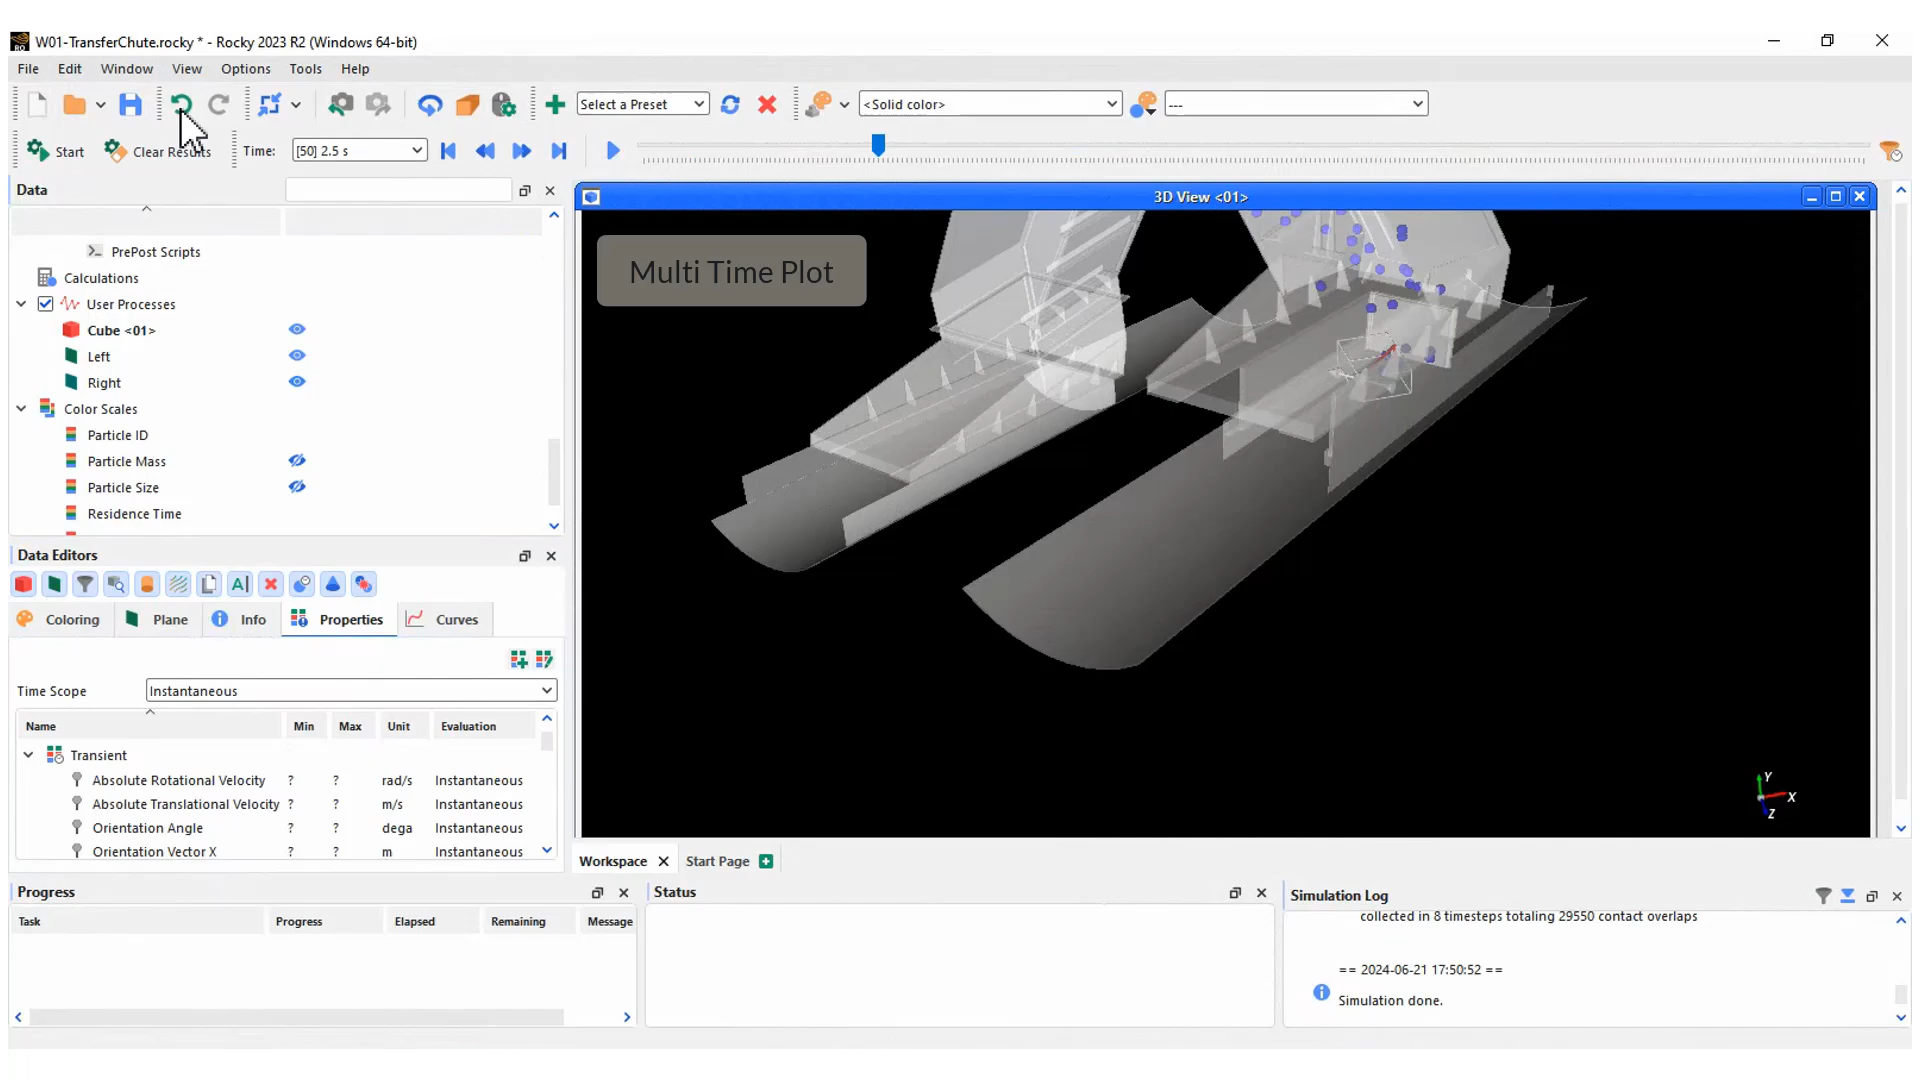 W01-TransferChute.rocky * - Rocky 2023 R2 (Windows 64-bit)
File Edit Window View Options Tools Help
Select a Preset <Solid color> ---
Start Clear Results Time: [50] 2.5 s
Data
3D View <01>
PrePost Scripts
Calculations
User Processes
Cube <01>
Left
Right
Color Scales
Particle ID
Particle Mass
Particle Size
Residence Time
Multi Time Plot
Y
X
Z
Data Editors
Coloring Plane Info Properties Curves
Time Scope Instantaneous
Name Min Max Unit Evaluation
Transient
Absolute Rotational Velocity ? ? rad/s Instantaneous
Absolute Translational Velocity ? ? m/s Instantaneous
Orientation Angle ? ? dega Instantaneous
Orientation Vector X ? ? m Instantaneous
Workspace Start Page
Progress
Task Progress Elapsed Remaining Message
Status
Simulation Log
collected in 8 timesteps totaling 29550 contact overlaps
== 2024-06-21 17:50:52 ==
Simulation done.